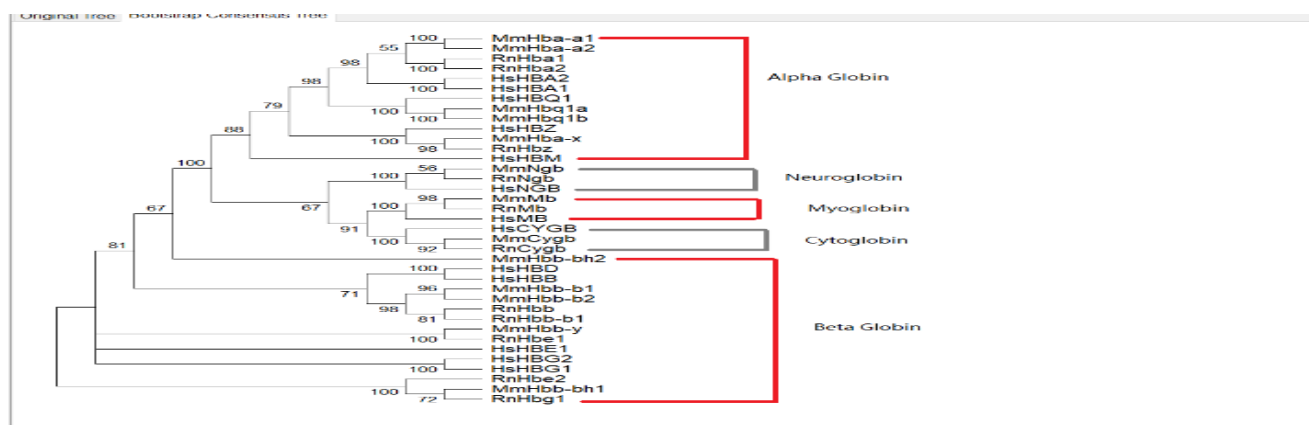 Original Tree Bootstrap Consensus Tree
100 MmHba-a1
55 MmHba-a2
RnHba1
98 100 RnHba2
Alpha Globin
98 HsHBA2
100 HsHBA1
HsHBQ1
79 100 MmHbq1a
100 MmHbq1b
88 HsHBZ
100 MmHba-x
98 RnHbz
HsHBM
100 56 MmNgb
100 RnNgb
Neuroglobin
HsNGB
98 MmMb
67 67 100 RnMb
Myoglobin
HsMB
91 HsCYGB
100 MmCygb
Cytoglobin
81 92 RnCygb
MmHbb-bh2
100 HsHBD
HsHBB
71 96 MmHbb-b1
MmHbb-b2
98 RnHbb
81 RnHbb-b1
Beta Globin
MmHbb-y
100 RnHbe1
HsHBE1
HsHBG2
100 HsHBG1
RnHbe2
100 MmHbb-bh1
72 RnHbg1